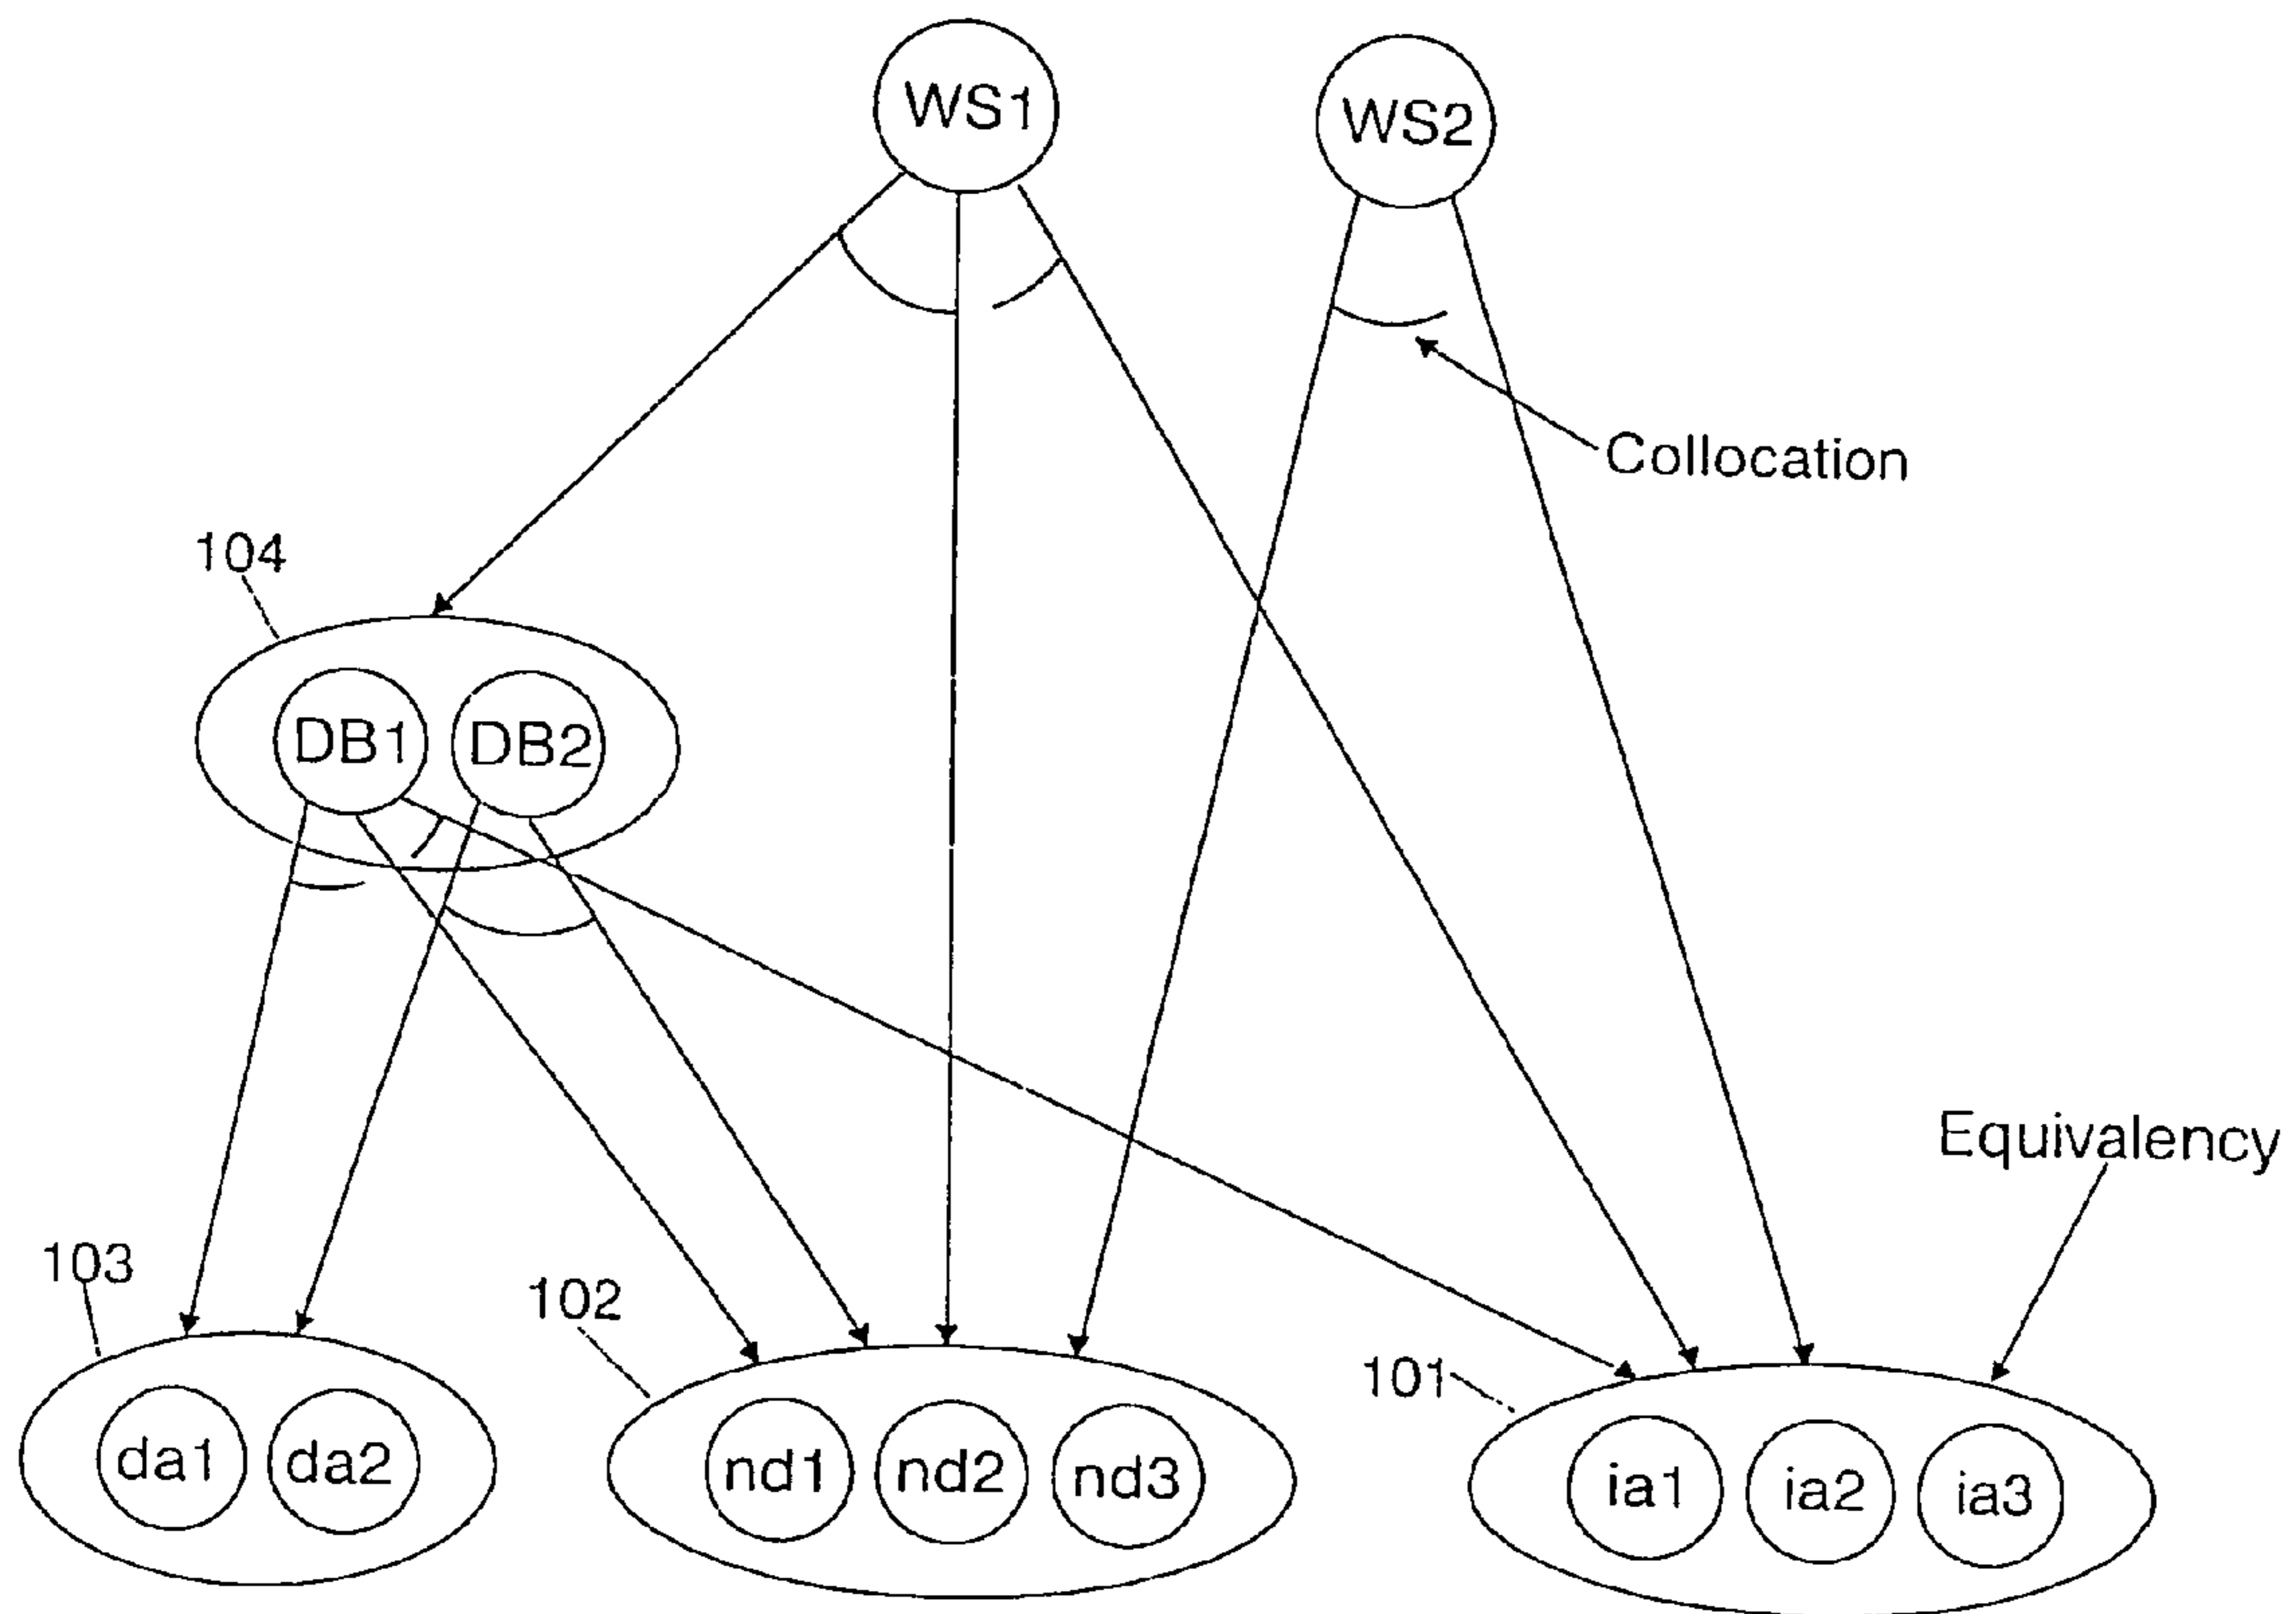 WS1
WS2
Collocation
104
DB1
DB2
Equivalency
103
102
101
da1
da2
nd1
nd2
nd3
ia1
ia2
ia3